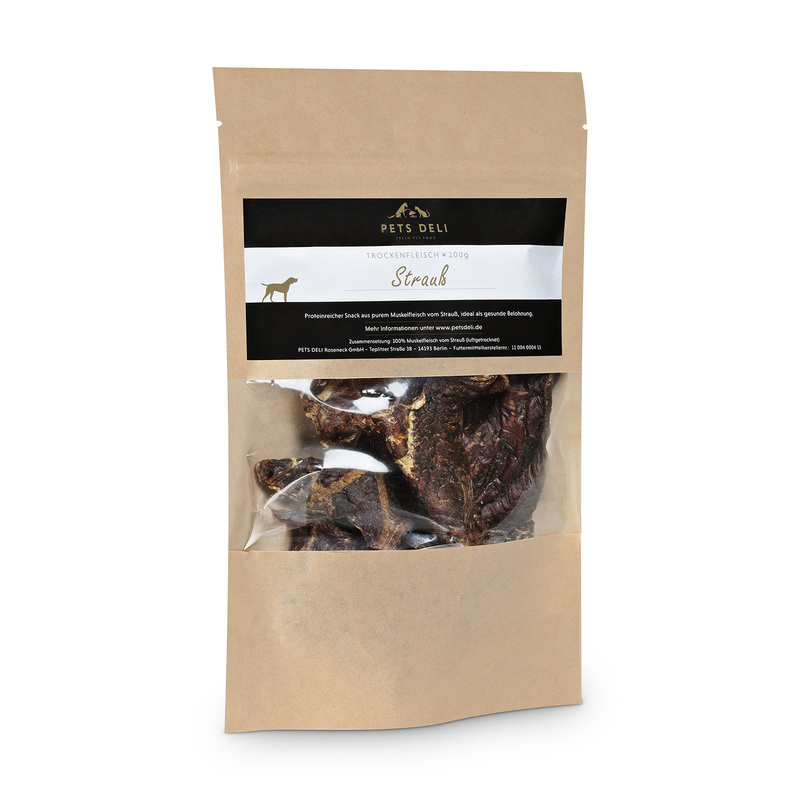 PETS DELI
FRESH PET FOOD
TROCKENFLEISCH 100g
Strauß
Proteinreicher Snack aus purem Muskelfleisch vom Strauß, ideal als gesunde Belohnung.
Mehr Informationen unter www.petsdeli.de
Zusammensetzung: 100% Muskelfleisch vom Strauß (luftgetrocknet)
PETS DELI Roseneck GmbH – Teplitzer Straße 38 – 14193 Berlin – Futtermittelherstellernr.: 11 004 0004 13